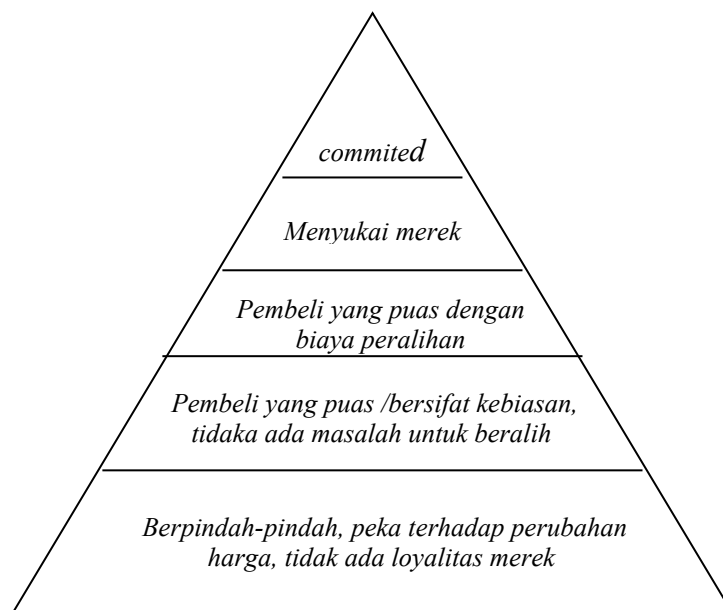 commited
Menyukai merek
Pembeli yang puas dengan
biaya peralihan
Pembeli yang puas /bersifat kebiasan,
tidaka ada masalah untuk beralih
Berpindah-pindah, peka terhadap perubahan
harga, tidak ada loyalitas merek